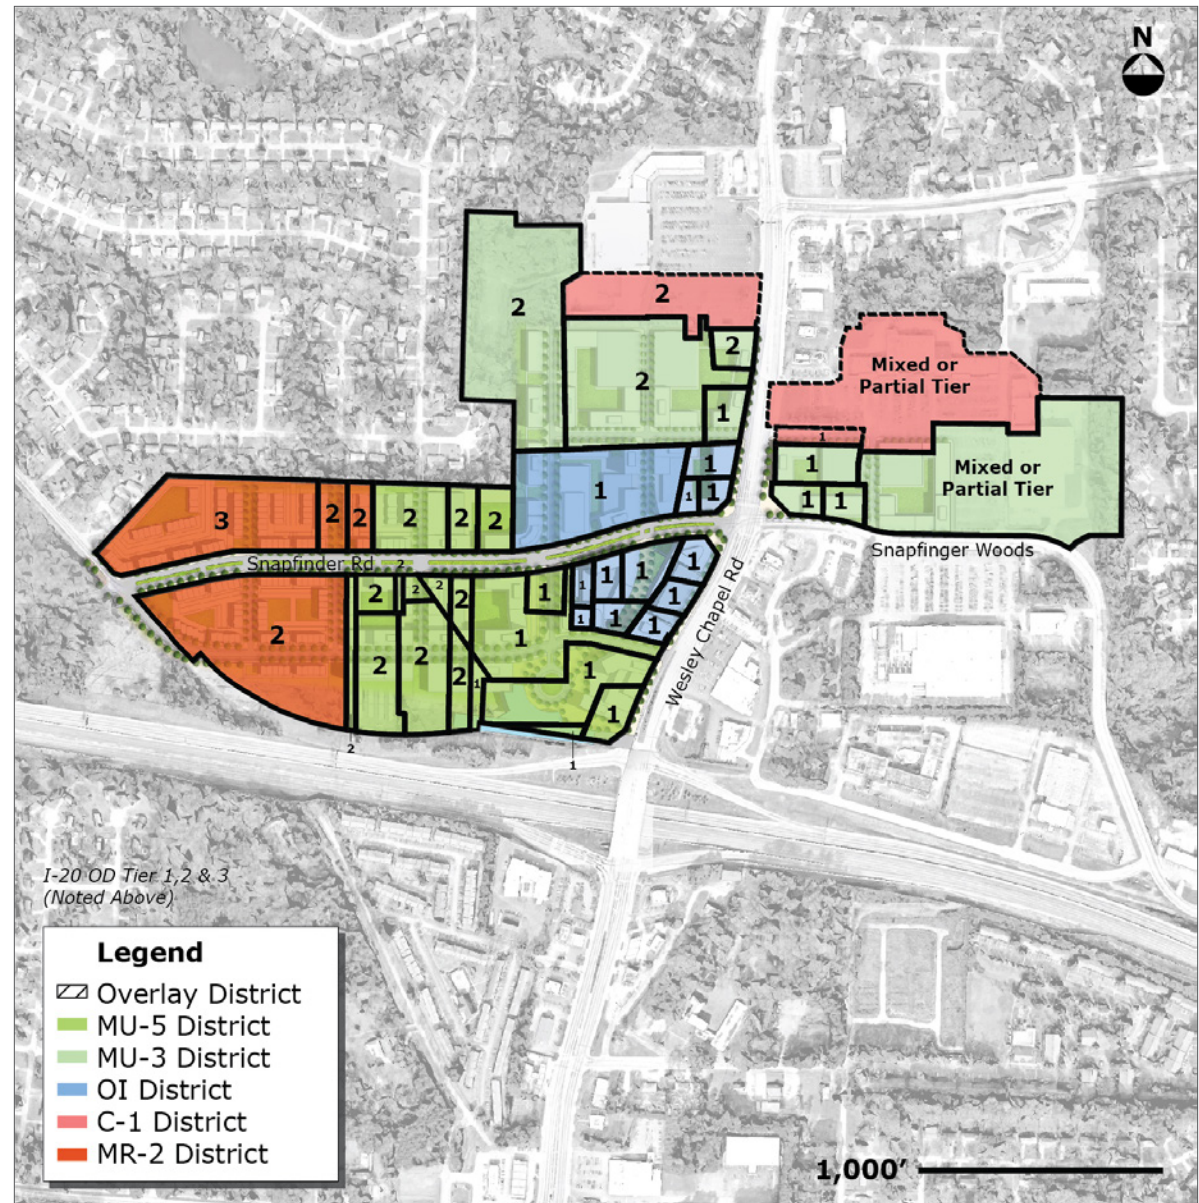 N
2
2
Mixed or
Partial Tier
2
2
1
1
1
Mixed or
Partial Tier
1
1
1
1
1
1
3
2
2
2
2
2
Snapfinger Woods
Snapfinder Rd
2
1
1
1
1
2
2
2
2
1
1
1
1
1
1
2
1
1
2
2
2
1
1
Wesley Chapel Rd
2
1
I-20 OD Tier 1,2 & 3
(Noted Above)
Legend
Overlay District
MU-5 District
MU-3 District
OI District
C-1 District
MR-2 District
1,000’